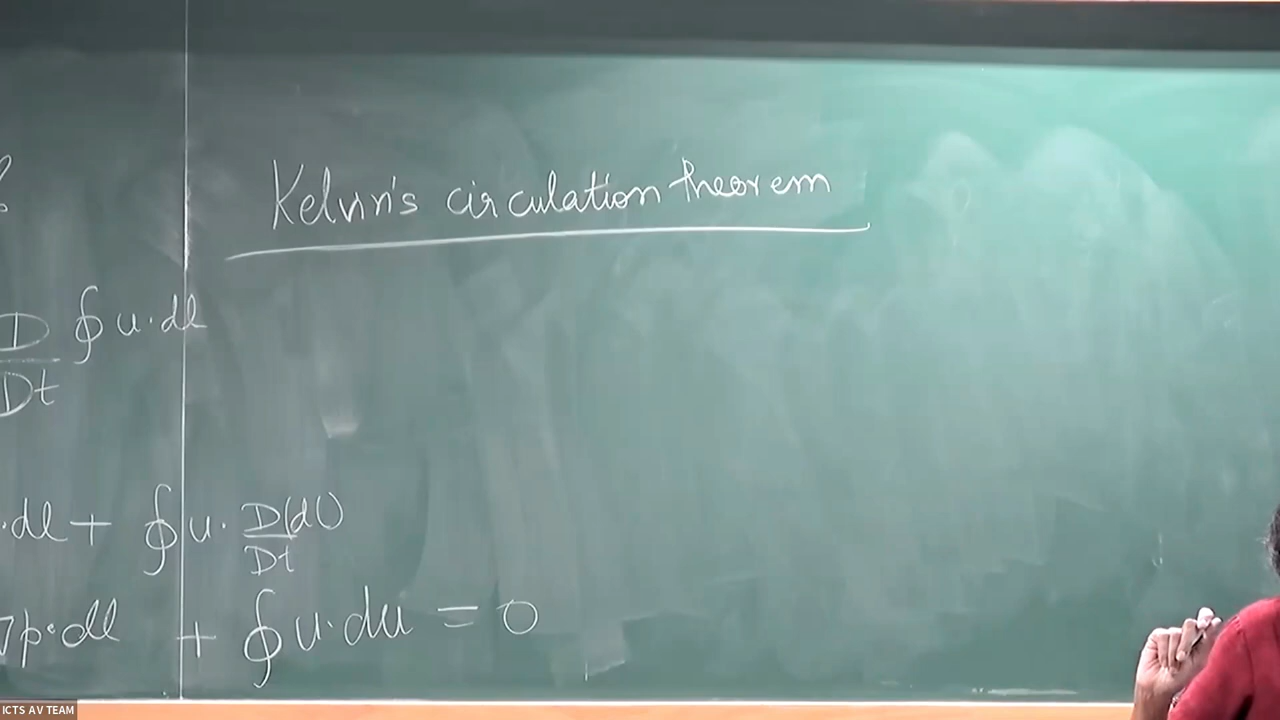 Kelvin's circulation theorem
D/Dt ∮ u·dl
·dl + ∮ u· D(dl)/Dt
∇p·dl + ∮ u·du = 0
ICTS AV TEAM